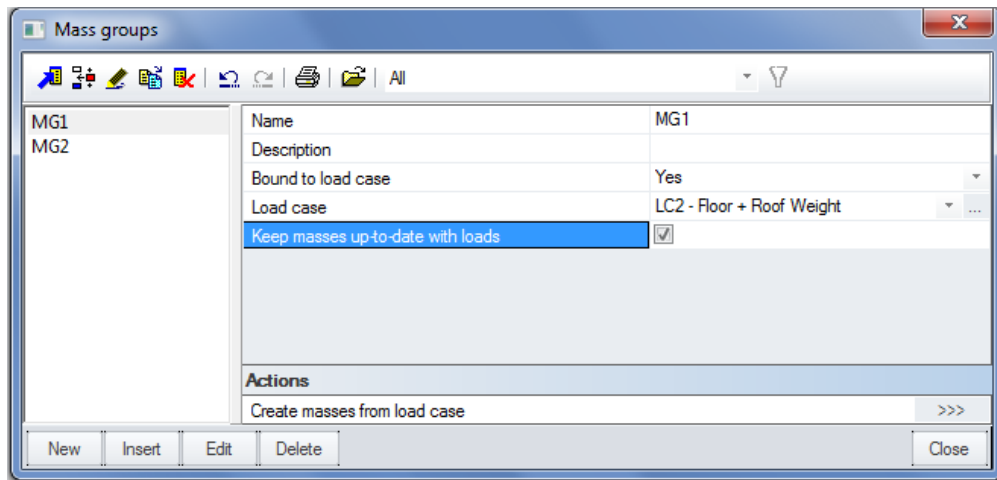 Mass groups
All
MG1
MG2
Name MG1
Description
Bound to load case Yes
Load case LC2 - Floor + Roof Weight ...
Keep masses up-to-date with loads
Actions
Create masses from load case >>>
New Insert Edit Delete Close